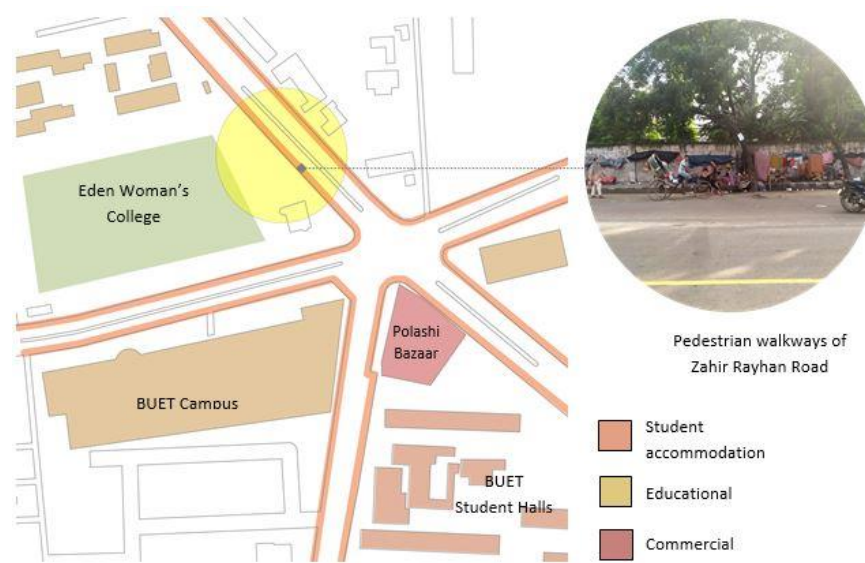 Eden Woman's
College
Polashi
Bazaar
BUET Campus
BUET
Student Halls
Pedestrian walkways of
Zahir Rayhan Road
Student
accommodation
Educational
Commercial